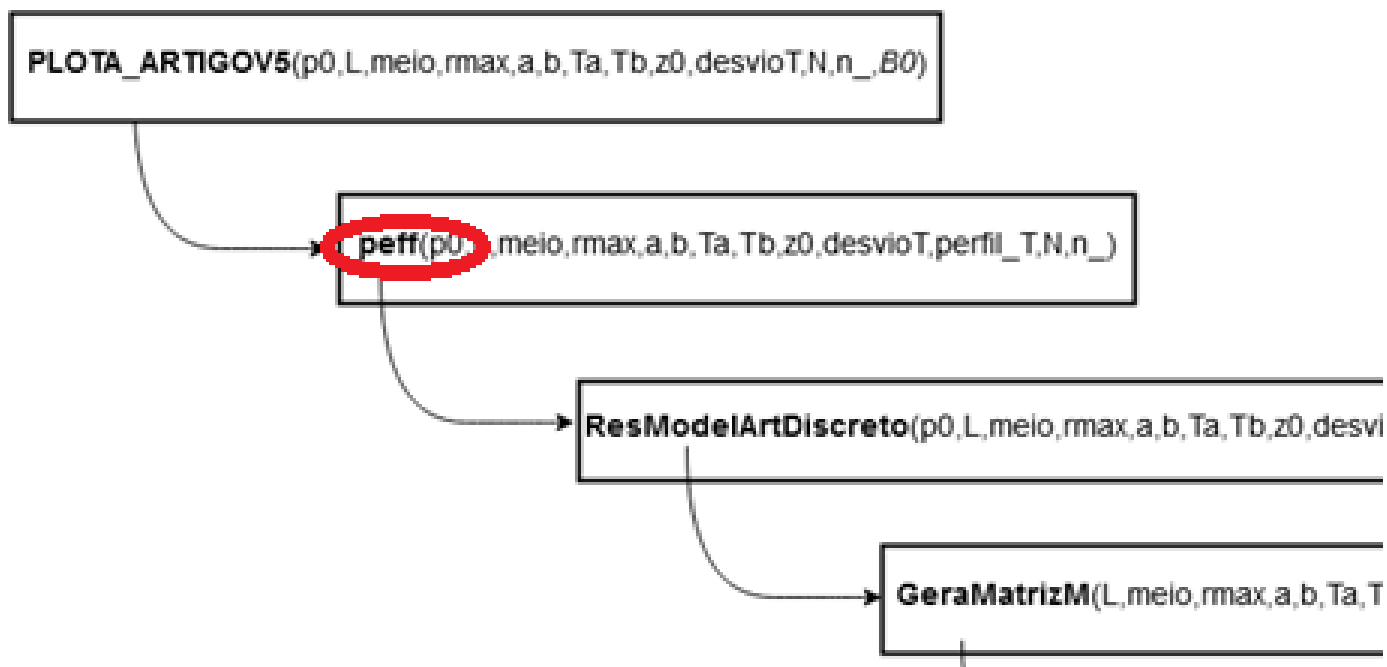 PLOTA_ARTIGOV5(p0,L,meio,rmax,a,b,Ta,Tb,z0,desvioT,N,n_,B0)
peff(p0, ,meio,rmax,a,b,Ta,Tb,z0,desvioT,perfil_T,N,n_)
ResModelArtDiscreto(p0,L,meio,rmax,a,b,Ta,Tb,z0,desvi
GeraMatrizM(L,meio,rmax,a,b,Ta,T